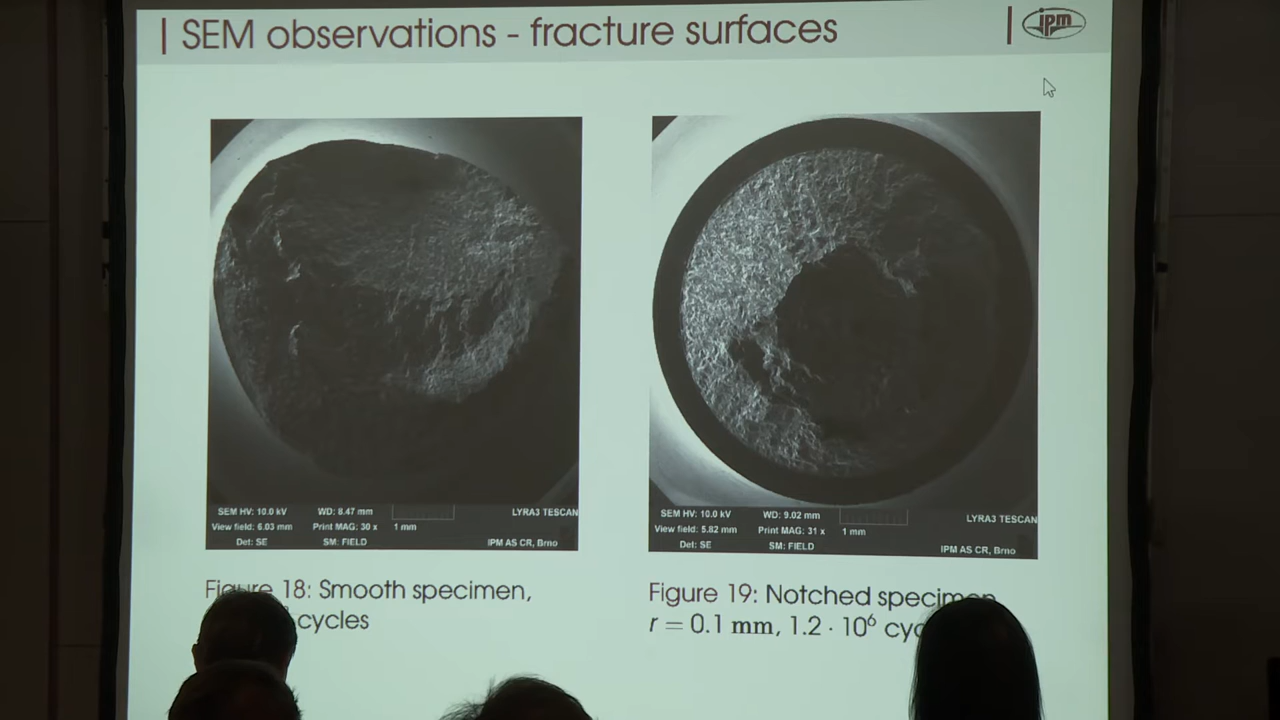 | SEM observations - fracture surfaces
ipm
SEM HV: 10.0 kV WD: 8.47 mm LYRA3 TESCAN
View field: 6.03 mm Print MAG: 30 x 1 mm
Det: SE SM: FIELD IPM AS CR, Brno
SEM HV: 10.0 kV WD: 9.02 mm LYRA3 TESCAN
View field: 5.82 mm Print MAG: 31 x 1 mm
Det: SE SM: FIELD IPM AS CR, Brno
Figure 18: Smooth specimen,
cycles
Figure 19: Notched specimen,
r = 0.1 mm, 1.2 · 10⁶ cyc